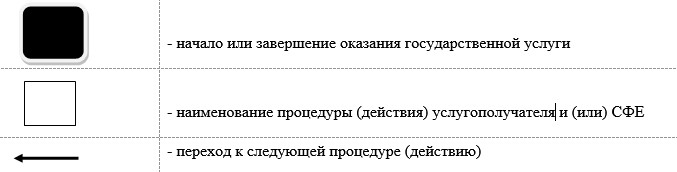 - начало или завершение оказания государственной услуги
- наименование процедуры (действия) услугополучателя и (или) СФЕ
- переход к следующей процедуре (действию)